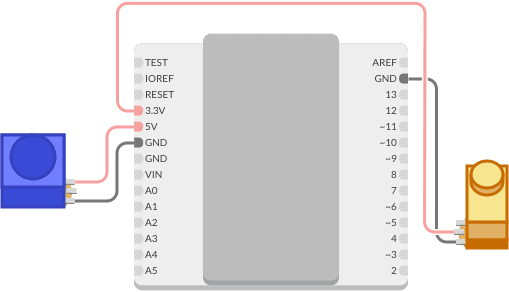 TEST
IOREF
RESET
3.3V
5V
GND
GND
VIN
A0
A1
A2
A3
A4
A5
AREF
GND
13
12
~11
~10
~9
8
7
~6
~5
4
~3
2